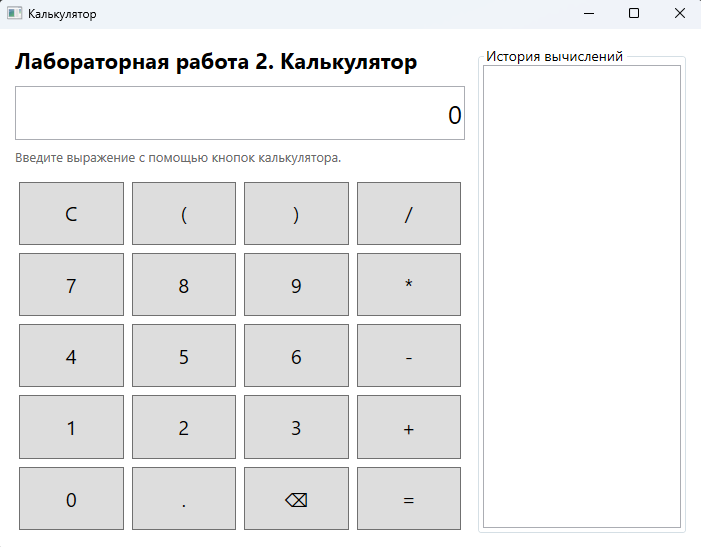 Калькулятор
Лабораторная работа 2. Калькулятор
0
Введите выражение с помощью кнопок калькулятора.
C ( ) /
7 8 9 *
4 5 6 -
1 2 3 +
0 . ⌫ =
История вычислений